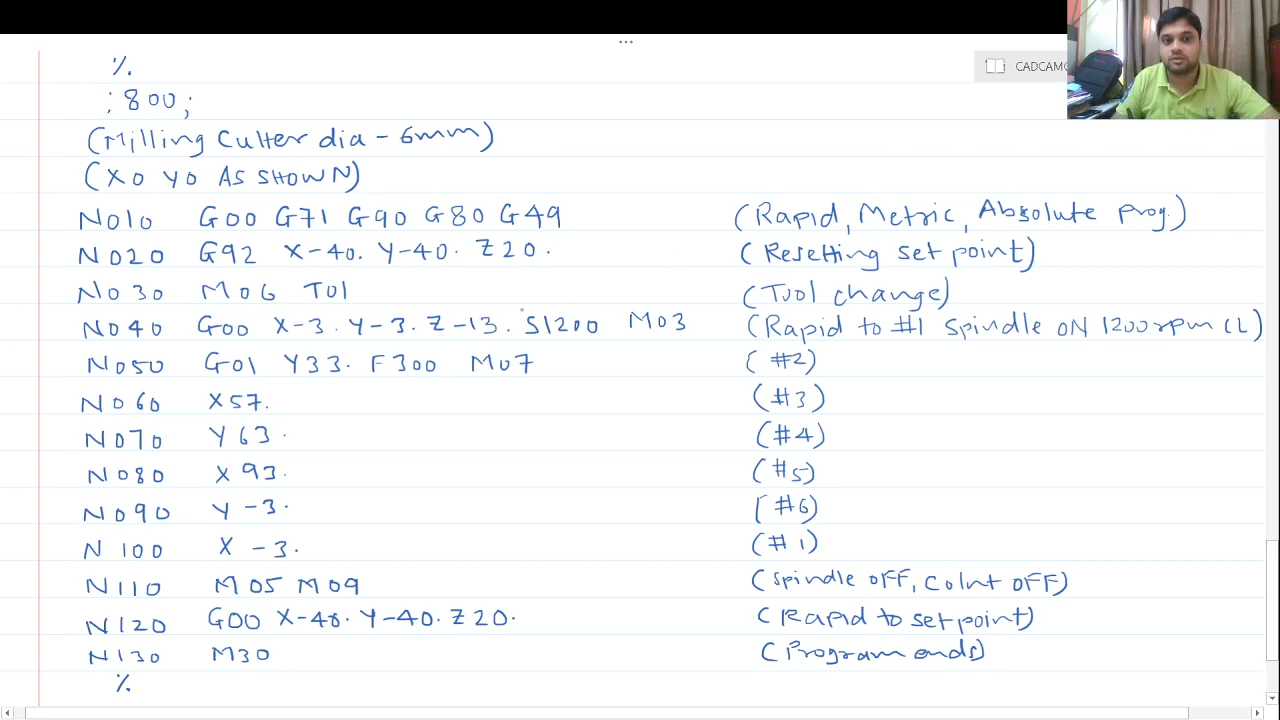 %
:800;
(Milling Cutter dia - 6mm)
(X0 Y0 AS SHOWN)
N010 G00 G71 G90 G80 G49 (Rapid, Metric, Absolute prog.)
N020 G92 X-40. Y-40. Z20. (Resetting set point)
N030 M06 T01 (Tool change)
N040 G00 X-3. Y-3. Z-13. S1200 M03 (Rapid to #1 spindle ON 1200rpm CL)
N050 G01 Y33. F300 M07 (#2)
N060 X57. (#3)
N070 Y63. (#4)
N080 X93. (#5)
N090 Y-3. (#6)
N100 X-3. (#1)
N110 M05 M09 (Spindle OFF, Colnt OFF)
N120 G00 X-40. Y-40. Z20. (Rapid to set point)
N130 M30 (Program ends)
%
...
CADCAM